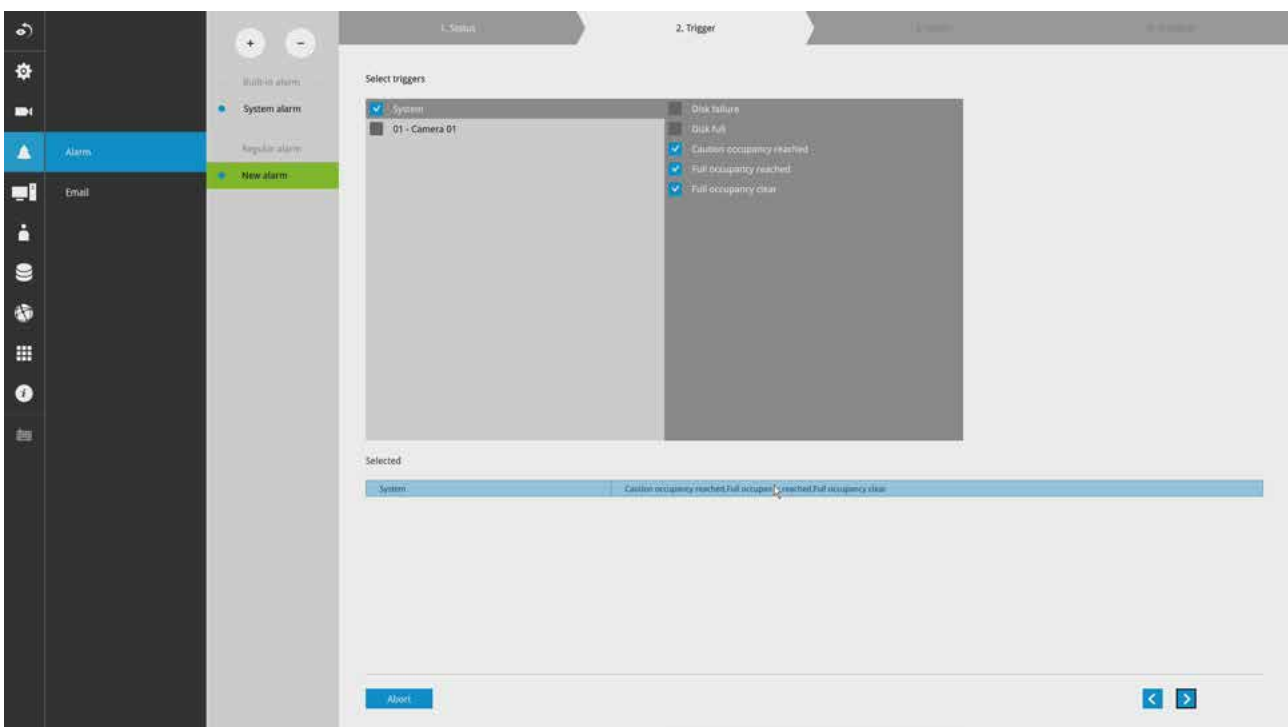 1. Status
2. Trigger
Built-in alarm
System alarm
Regular alarm
New alarm
Alarm
Email
Select triggers
System
01 - Camera 01
Disk failure
Disk full
Caution occupancy reached
Full occupancy reached
Full occupancy clear
Selected
System
Caution occupancy reached,Full occupancy reached,Full occupancy clear
Abort